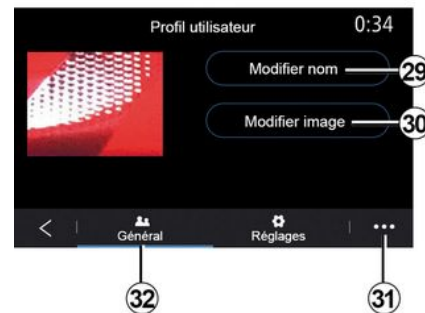 Profil utilisateur 0:34
Modifier nom 29
Modifier image 30
Général Réglages
32 31